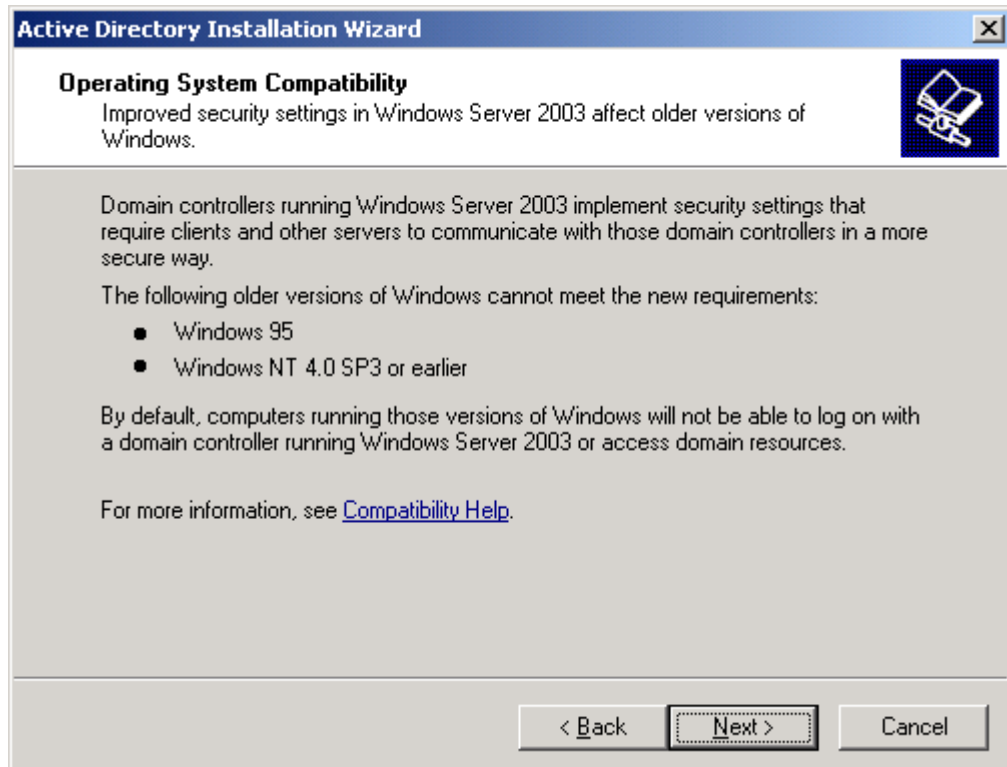 Active Directory Installation Wizard
Operating System Compatibility
Improved security settings in Windows Server 2003 affect older versions of
Windows.
Domain controllers running Windows Server 2003 implement security settings that
require clients and other servers to communicate with those domain controllers in a more
secure way.
The following older versions of Windows cannot meet the new requirements:
● Windows 95
● Windows NT 4.0 SP3 or earlier
By default, computers running those versions of Windows will not be able to log on with
a domain controller running Windows Server 2003 or access domain resources.
For more information, see Compatibility Help.
< Back Next > Cancel